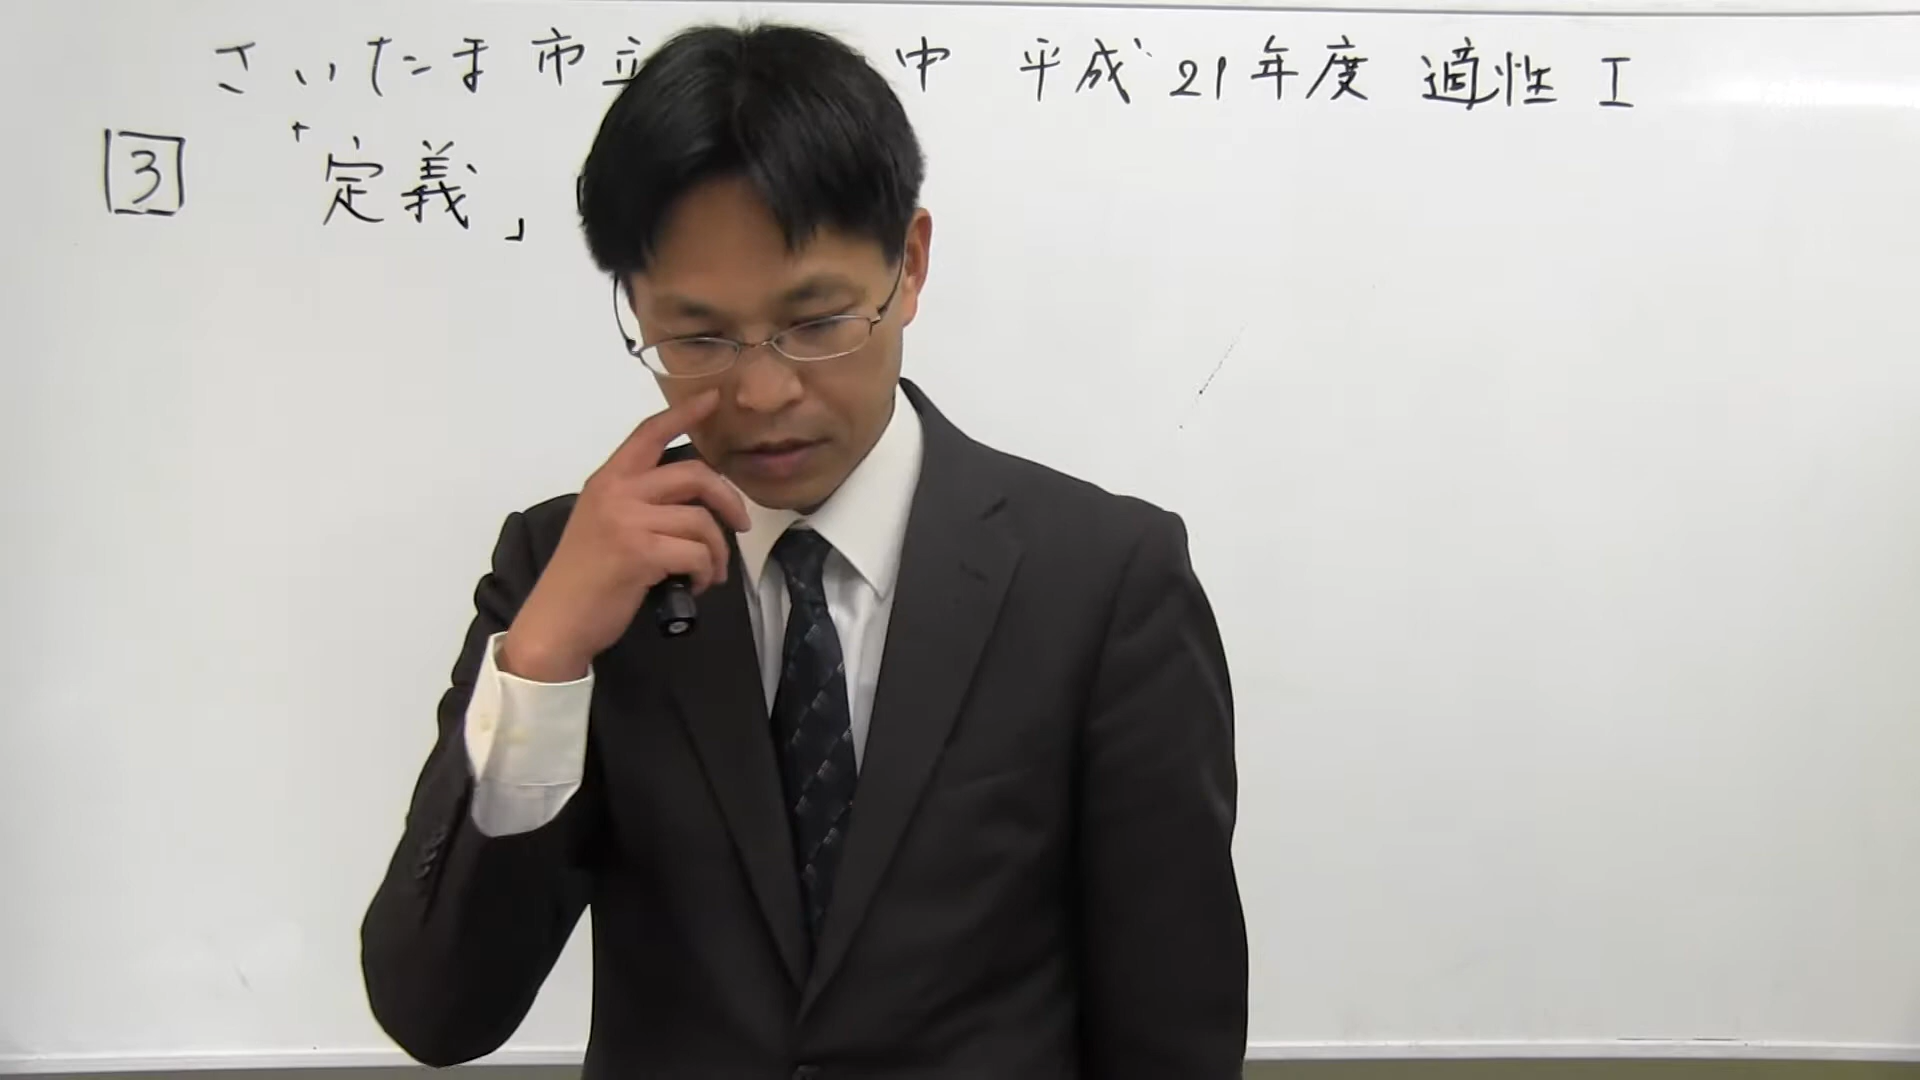 さいたま市立 中 平成21年度 適性 I
3 「定義」